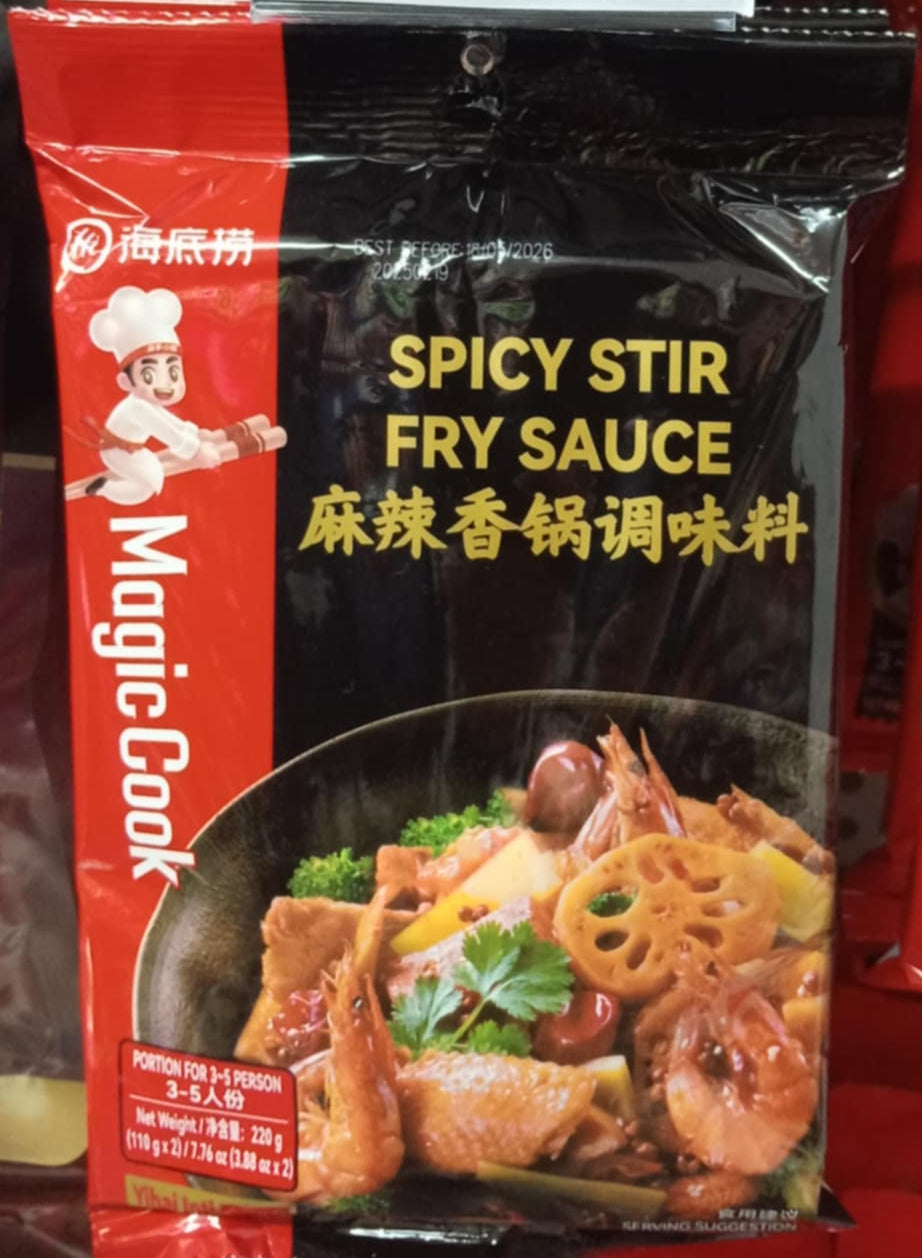 海底捞
BEST BEFORE:18/05/2026
20250219
SPICY STIR
FRY SAUCE
麻辣香锅调味料
Magic Cook
PORTION FOR 3~5 PERSON
3-5人份
Net Weight / 净含量: 220 g
(110 g x 2) / 7.76 oz (3.88 oz x 2)
Yihai
食用建议
SERVING SUGGESTION